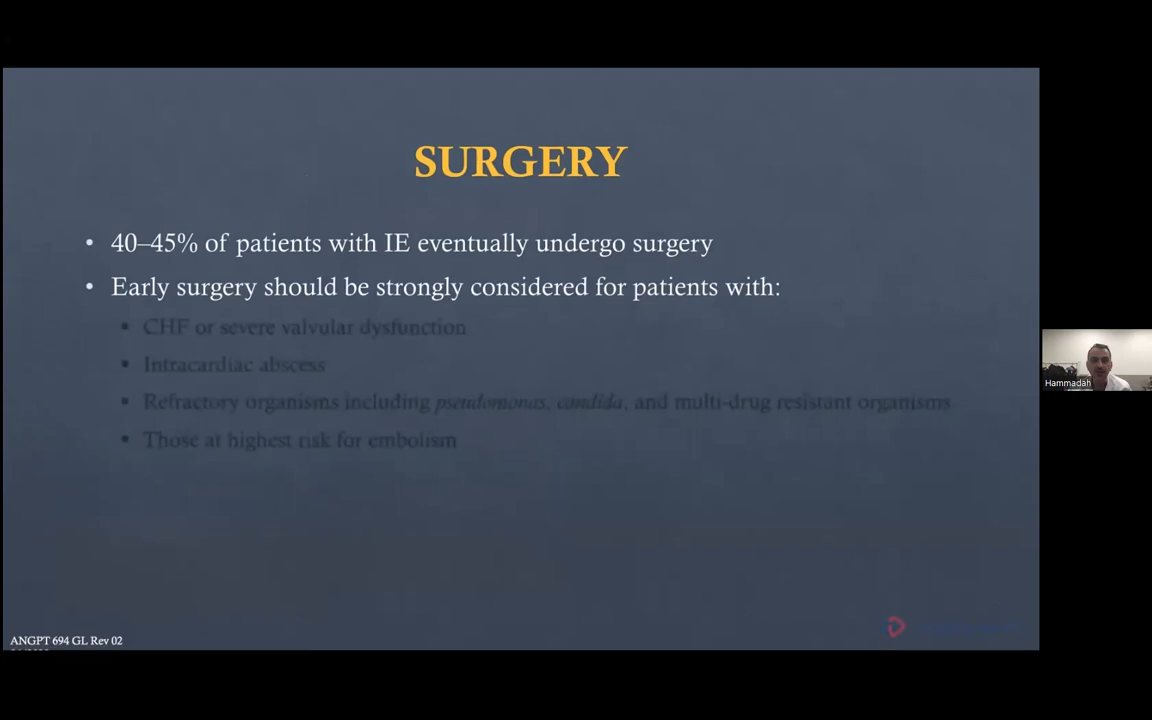 SURGERY
• 40–45% of patients with IE eventually undergo surgery
• Early surgery should be strongly considered for patients with:
▪ CHF or severe valvular dysfunction
▪ Intracardiac abscess
▪ Refractory organisms including pseudomonas, candida, and multi-drug resistant organisms
▪ Those at highest risk for embolism
Hammadah
ANGPT 694 GL Rev 02